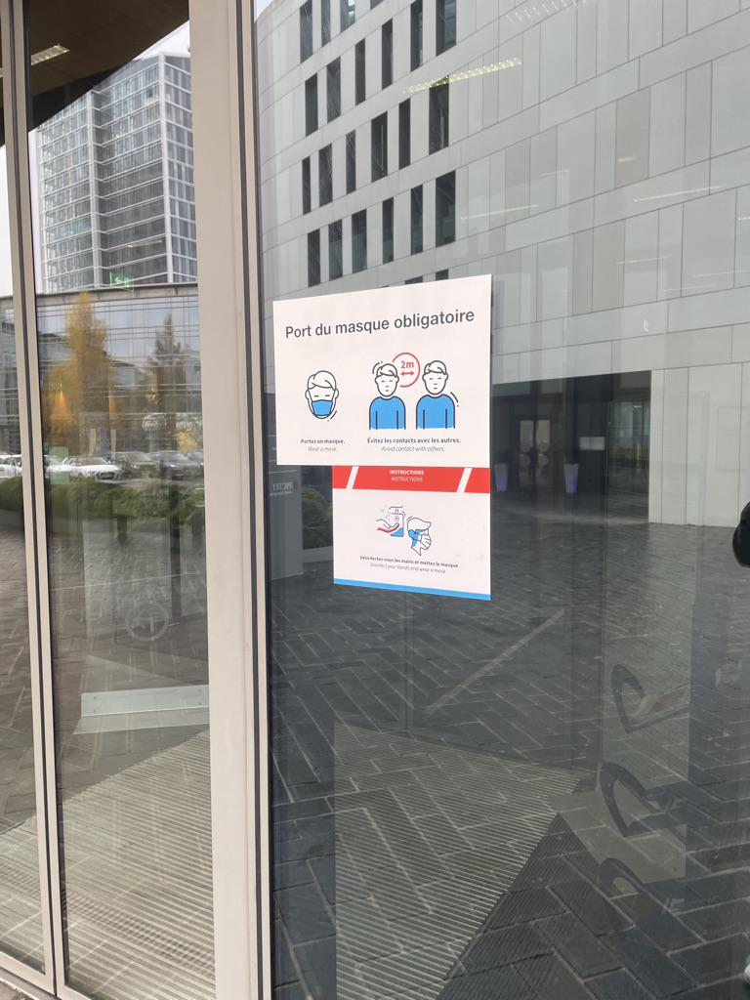 Port du masque obligatoire
2m
Portez un masque.
Wear a mask.
Évitez les contacts avec les autres.
Avoid contact with others.
INSTRUCTIONS
INSTRUCTIONS
Désinfectez-vous les mains et mettez le masque
Disinfect your hands and wear a mask